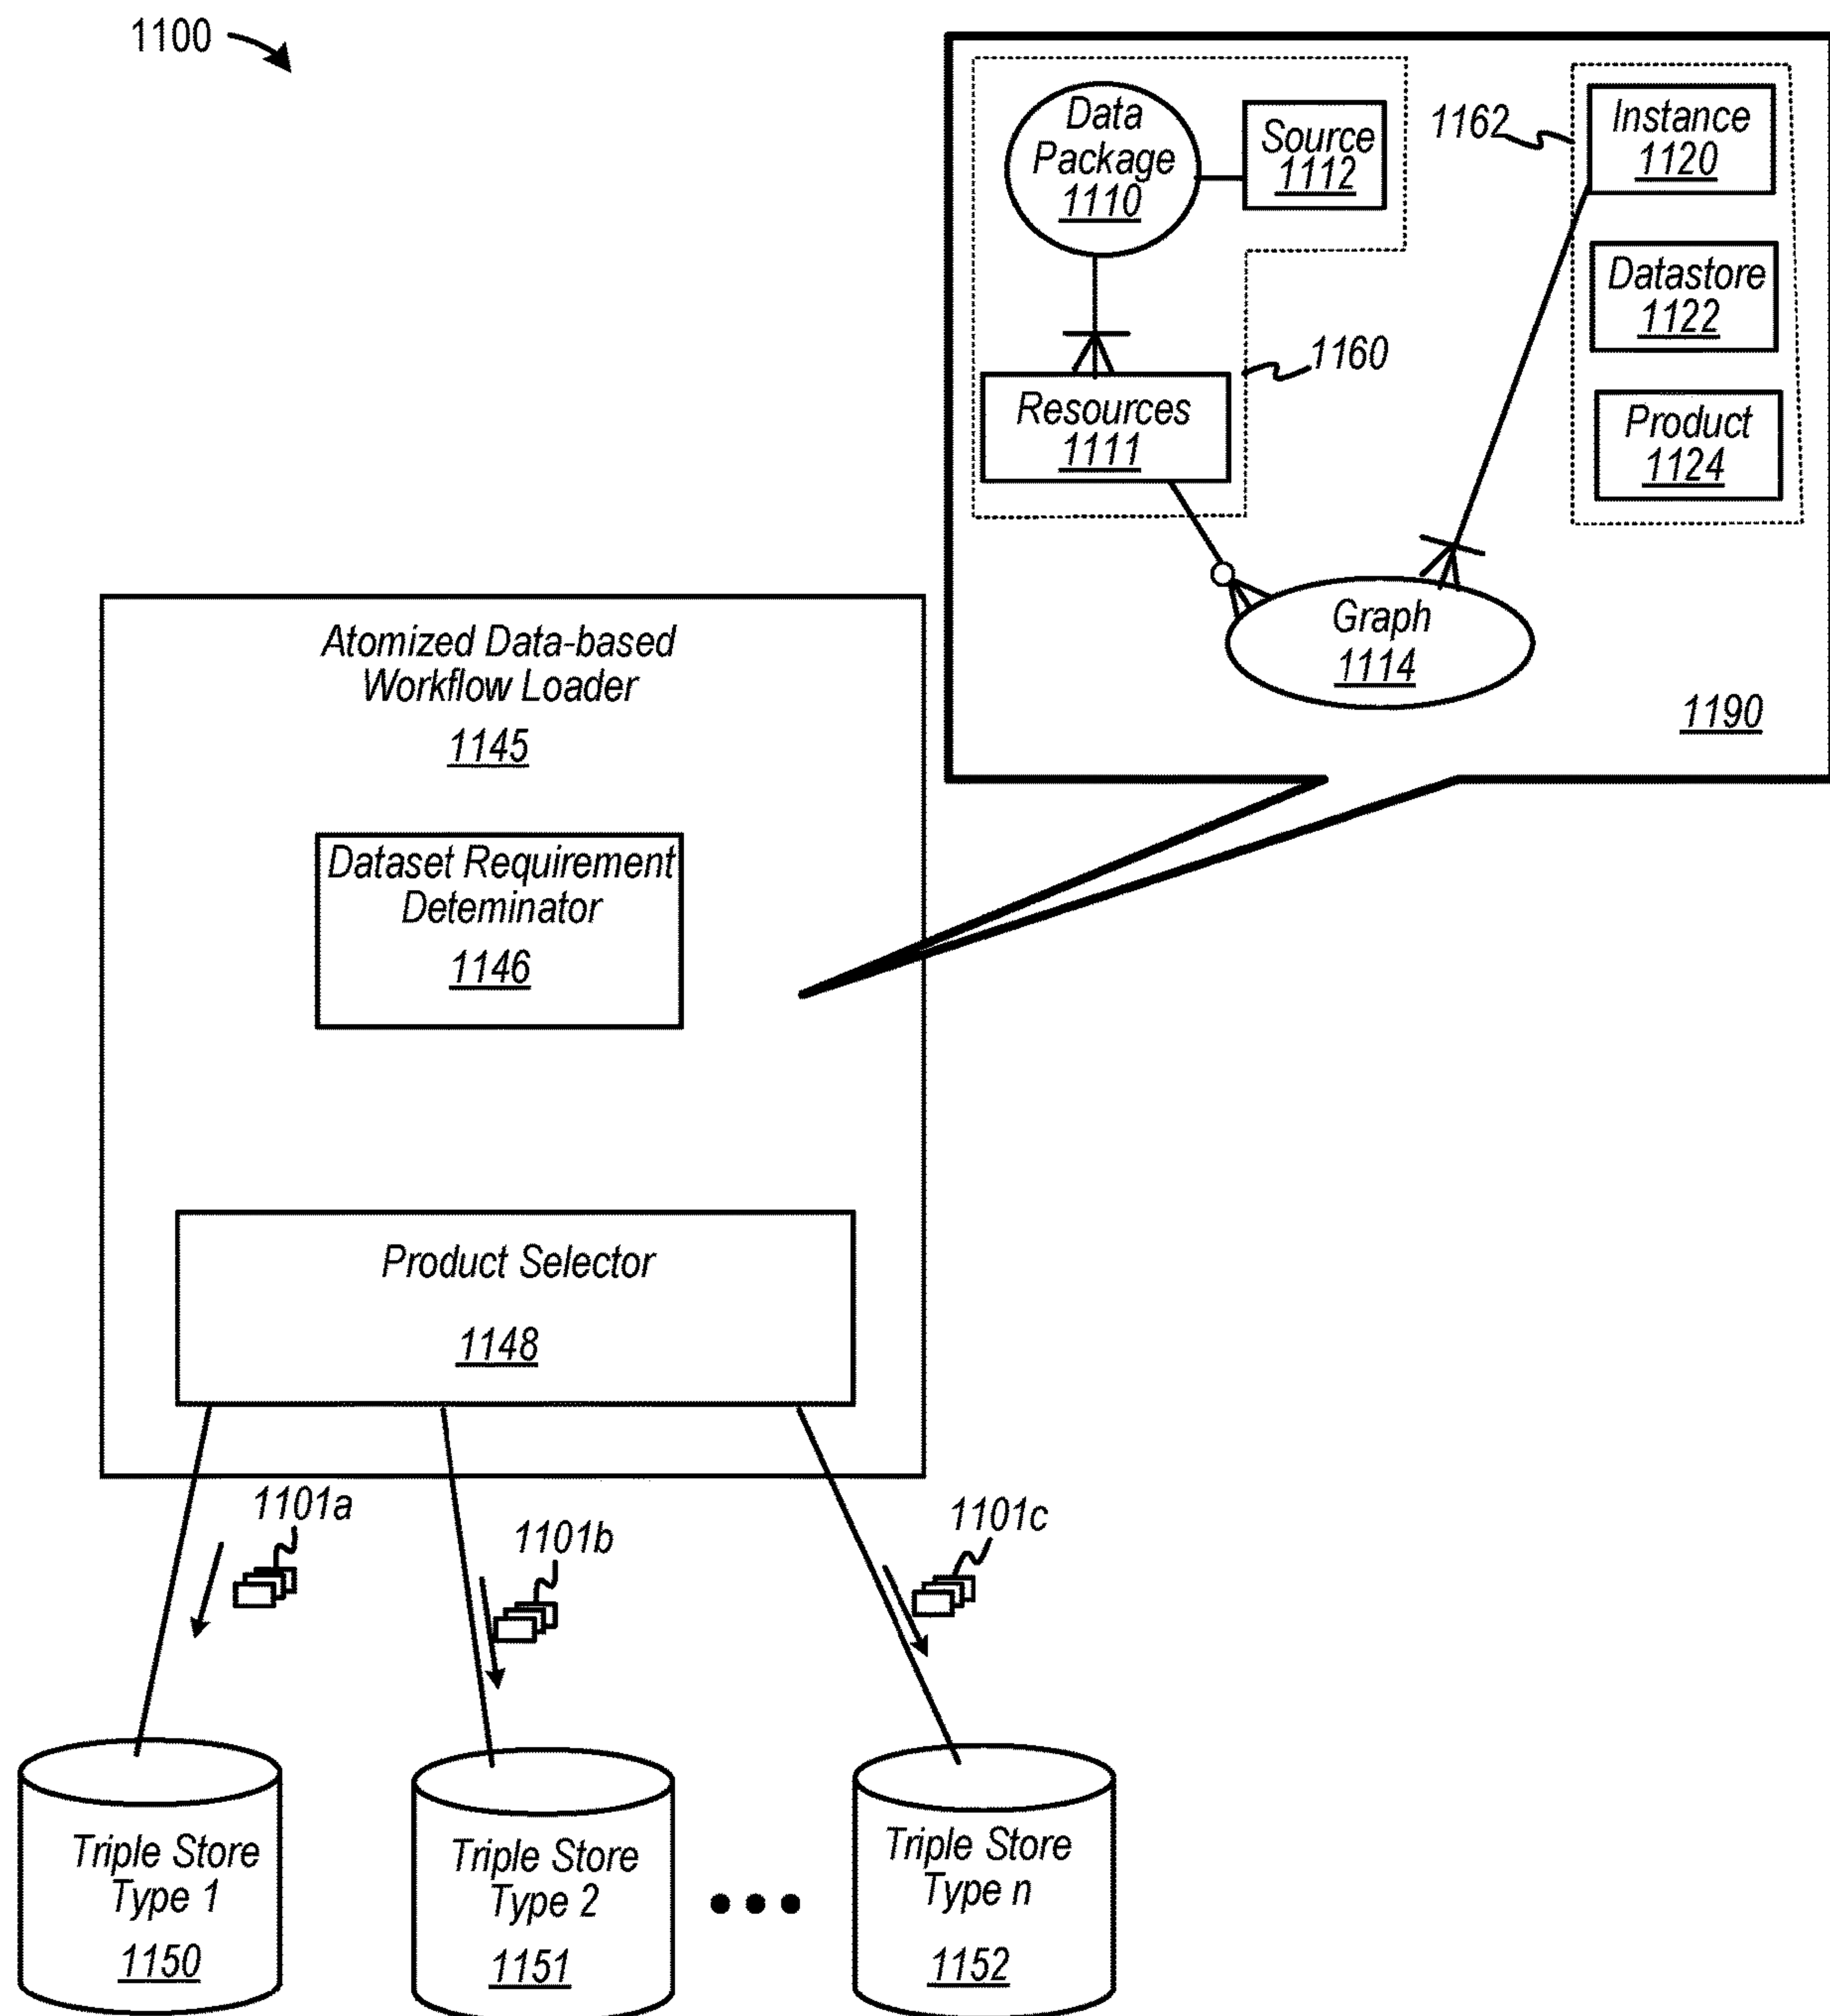 1100
Data
Package
1110
Source
1112
1162
Instance
1120
Datastore
1122
Product
1124
1160
Resources
1111
Graph
1114
1190
Atomized Data-based
Workflow Loader
1145
Dataset Requirement
Deteminator
1146
Product Selector
1148
1101a
1101b
1101c
Triple Store
Type 1
1150
Triple Store
Type 2
1151
Triple Store
Type n
1152